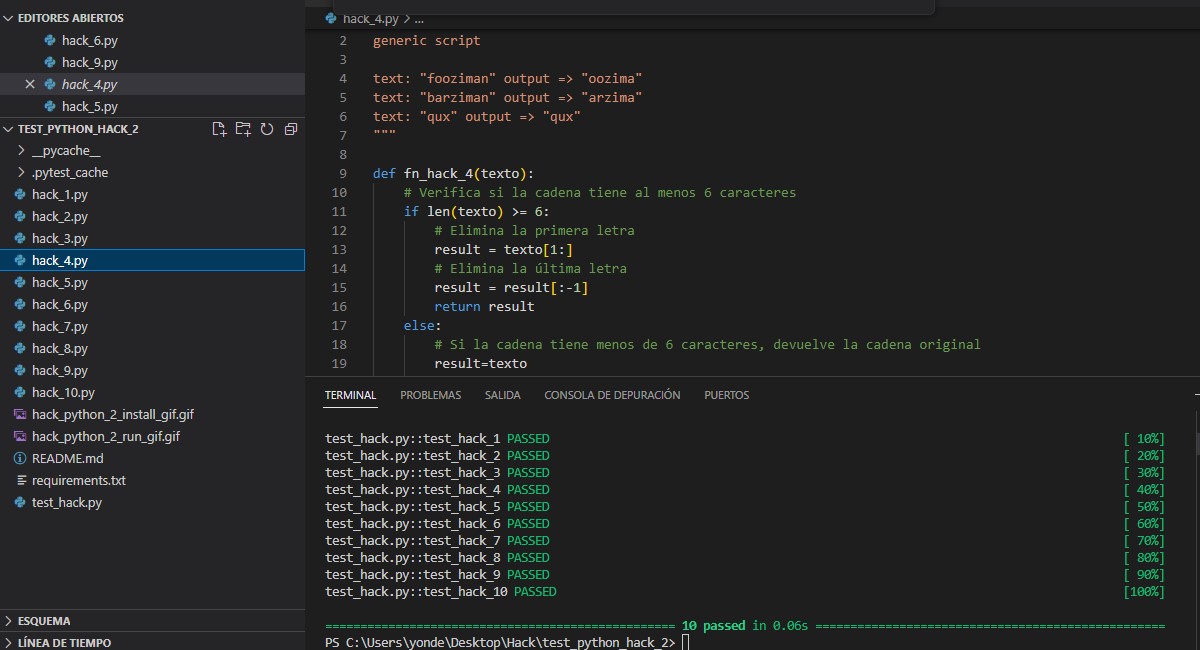 EDITORES ABIERTOS
hack_6.py
hack_9.py
hack_4.py
hack_5.py
TEST_PYTHON_HACK_2
__pycache__
.pytest_cache
hack_1.py
hack_2.py
hack_3.py
hack_4.py
hack_5.py
hack_6.py
hack_7.py
hack_8.py
hack_9.py
hack_10.py
hack_python_2_install_gif.gif
hack_python_2_run_gif.gif
README.md
requirements.txt
test_hack.py
ESQUEMA
LÍNEA DE TIEMPO
hack_4.py > ...
2 generic script
3
4 text: "fooziman" output => "oozima"
5 text: "barziman" output => "arzima"
6 text: "qux" output => "qux"
7 """
8
9 def fn_hack_4(texto):
10 # Verifica si la cadena tiene al menos 6 caracteres
11 if len(texto) >= 6:
12 # Elimina la primera letra
13 result = texto[1:]
14 # Elimina la última letra
15 result = result[:-1]
16 return result
17 else:
18 # Si la cadena tiene menos de 6 caracteres, devuelve la cadena original
19 result=texto
TERMINAL PROBLEMAS SALIDA CONSOLA DE DEPURACIÓN PUERTOS
test_hack.py::test_hack_1 PASSED [ 10%]
test_hack.py::test_hack_2 PASSED [ 20%]
test_hack.py::test_hack_3 PASSED [ 30%]
test_hack.py::test_hack_4 PASSED [ 40%]
test_hack.py::test_hack_5 PASSED [ 50%]
test_hack.py::test_hack_6 PASSED [ 60%]
test_hack.py::test_hack_7 PASSED [ 70%]
test_hack.py::test_hack_8 PASSED [ 80%]
test_hack.py::test_hack_9 PASSED [ 90%]
test_hack.py::test_hack_10 PASSED [100%]
============================================== 10 passed in 0.06s ==============================================
PS C:\Users\yonde\Desktop\Hack\test_python_hack_2>